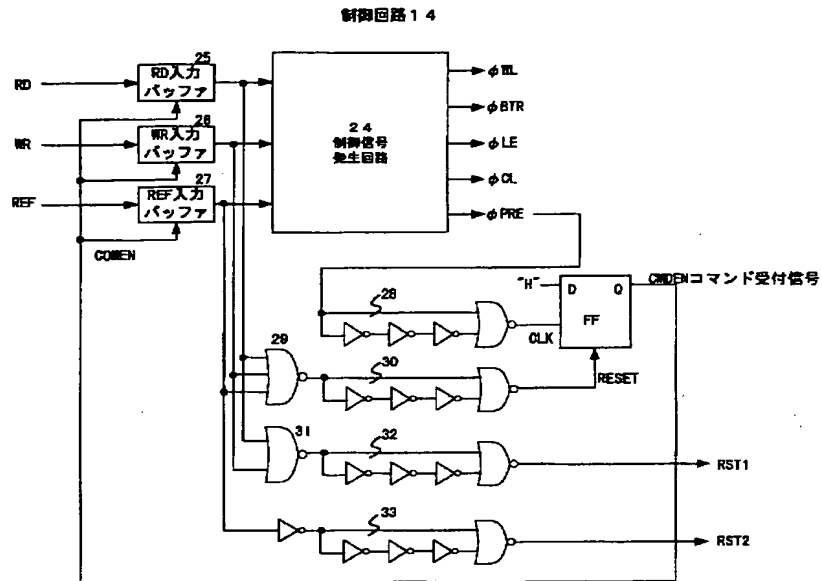 制御回路14
25
RD
RD入力
バッファ
26
WR
WR入力
バッファ
27
REF
REF入力
バッファ
COMEN
24
制御信号
発生回路
φWL
φBTR
φLE
φCL
φPRE
28
"H"
D
Q
FF
CLK
RESET
CMDENコマンド受付信号
29
30
31
32
RST1
33
RST2